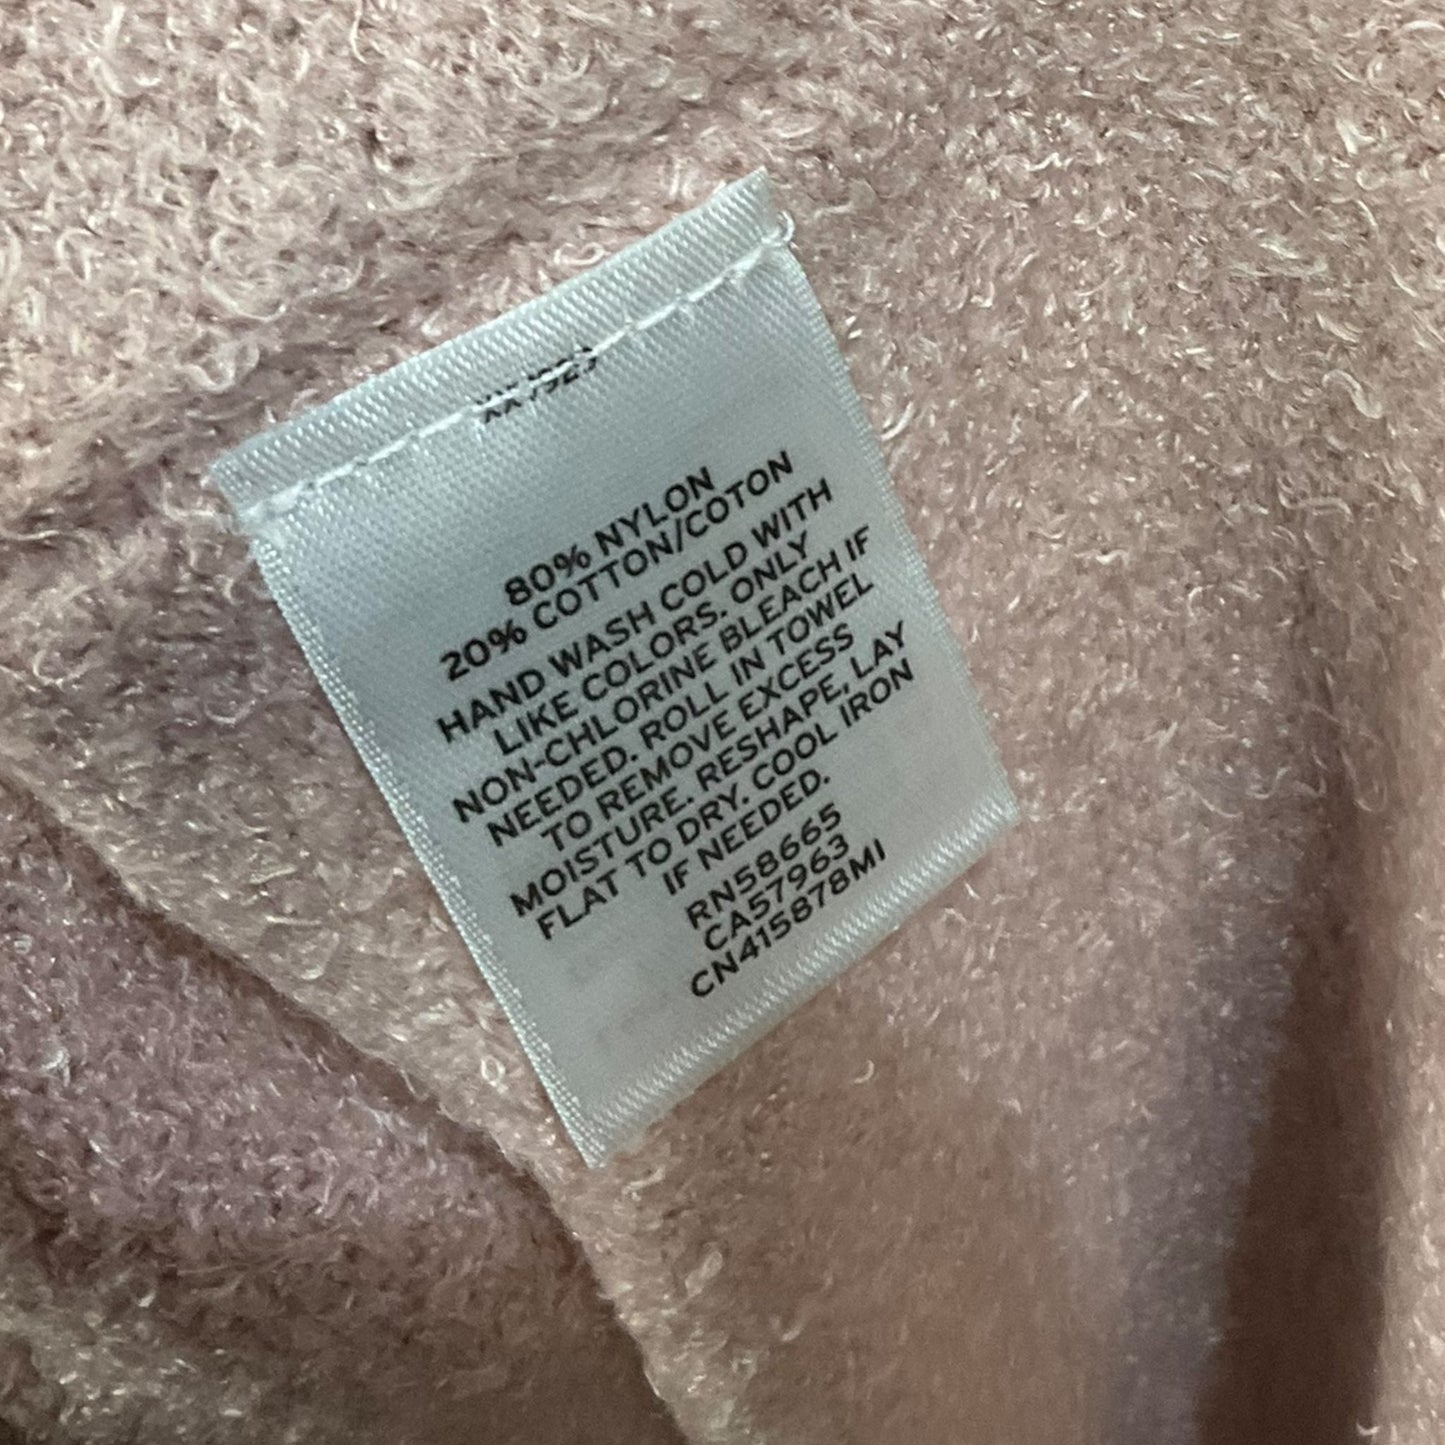 80% NYLON
20% COTTON/COTON
HAND WASH COLD WITH
LIKE COLORS. ONLY
NON-CHLORINE BLEACH IF
NEEDED. ROLL IN TOWEL
TO REMOVE EXCESS
MOISTURE. RESHAPE, LAY
FLAT TO DRY. COOL IRON
IF NEEDED.
RN58665
CA57963
CN415878MI